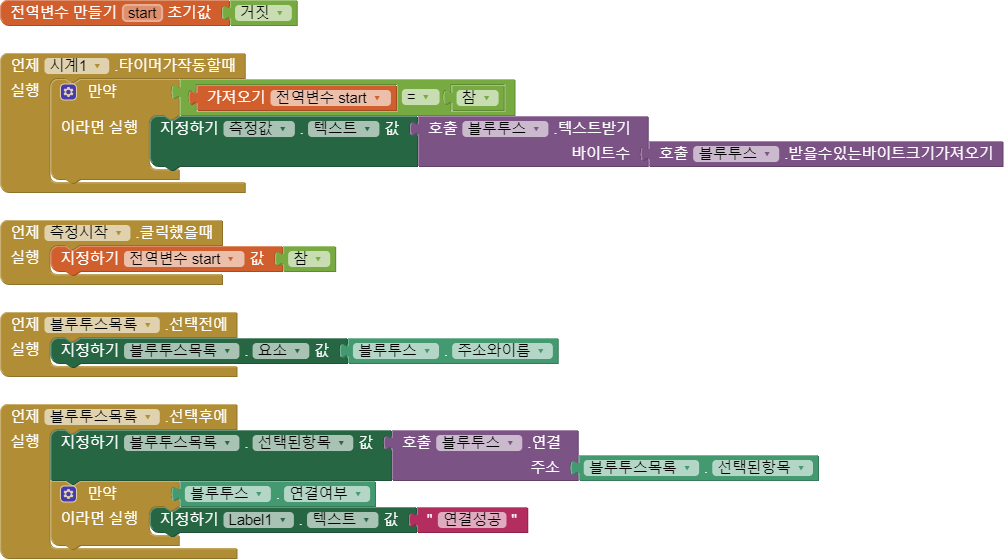 전역변수 만들기 start 초기값 거짓
언제 시계1 .타이머가작동할때
실행 만약 가져오기 전역변수 start = 참
이라면 실행 지정하기 측정값 . 텍스트 값 호출 블루투스 .텍스트받기
바이트수 호출 블루투스 .받을수있는바이트크기가져오기
언제 측정시작 .클릭했을때
실행 지정하기 전역변수 start 값 참
언제 블루투스목록 .선택전에
실행 지정하기 블루투스목록 . 요소 값 블루투스 . 주소와이름
언제 블루투스목록 .선택후에
실행 지정하기 블루투스목록 . 선택된항목 값 호출 블루투스 .연결
주소 블루투스목록 . 선택된항목
만약 블루투스 . 연결여부
이라면 실행 지정하기 Label1 . 텍스트 값 " 연결성공 "